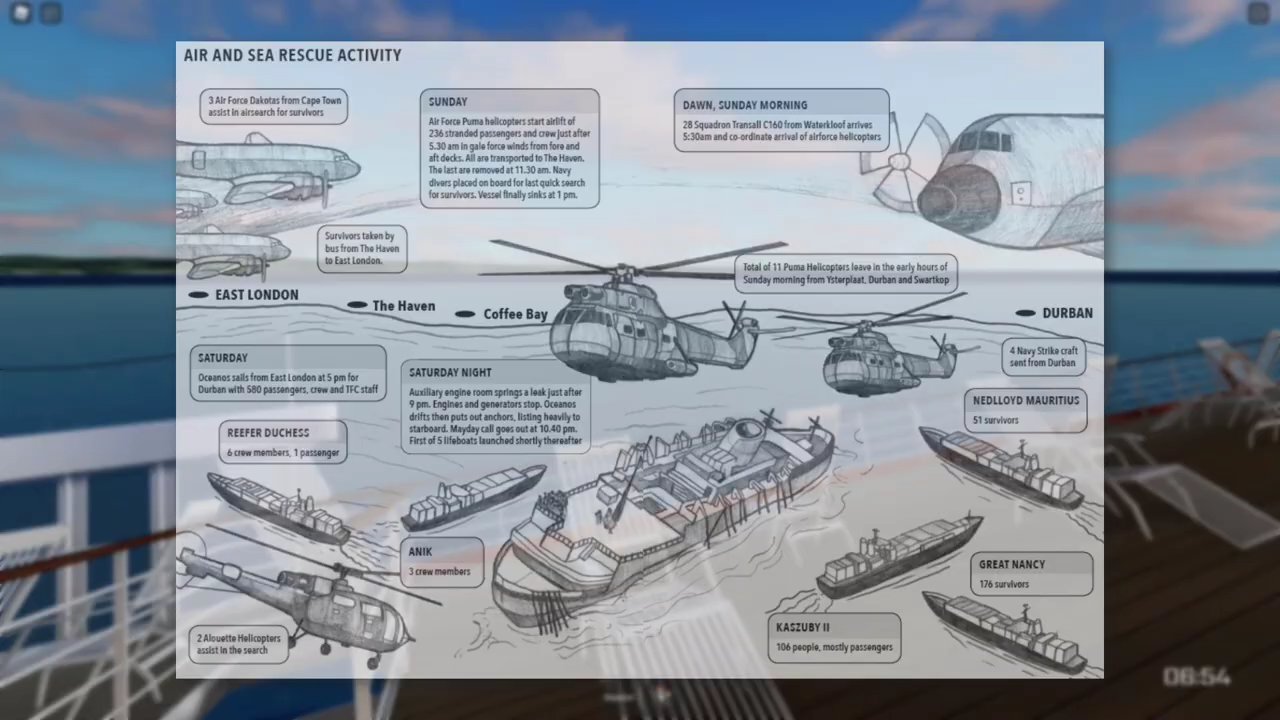 AIR AND SEA RESCUE ACTIVITY
3 Air Force Dakotas from Cape Town
assist in airsearch for survivors
SUNDAY
Air Force Puma helicopters start airlift of
236 stranded passengers and crew just after
5.30 am in gale force winds from fore and
aft decks. All are transported to The Haven.
The last are removed at 11.30 am. Navy
divers placed on board for last quick search
for survivors. Vessel finally sinks at 1 pm.
DAWN, SUNDAY MORNING
28 Squadron Transall C160 from Waterkloof arrives
5:30am and co-ordinate arrival of airforce helicopters
Survivors taken by
bus from The Haven
to East London.
Total of 11 Puma Helicopters leave in the early hours of
Sunday morning from Ysterplaat, Durban and Swartkop
EAST LONDON
The Haven
Coffee Bay
DURBAN
SATURDAY
Oceanos sails from East London at 5 pm for
Durban with 580 passengers, crew and TFC staff
SATURDAY NIGHT
Auxiliary engine room springs a leak just after
9 pm. Engines and generators stop. Oceanos
drifts then puts out anchors, listing heavily to
starboard. Mayday call goes out at 10.40 pm.
First of 5 lifeboats launched shortly thereafter
4 Navy Strike craft
sent from Durban
NEDLLOYD MAURITIUS
51 survivors
REEFER DUCHESS
6 crew members, 1 passenger
ANIK
3 crew members
GREAT NANCY
176 survivors
KASZUBY II
106 people, mostly passengers
2 Alouette Helicopters
assist in the search
08:54